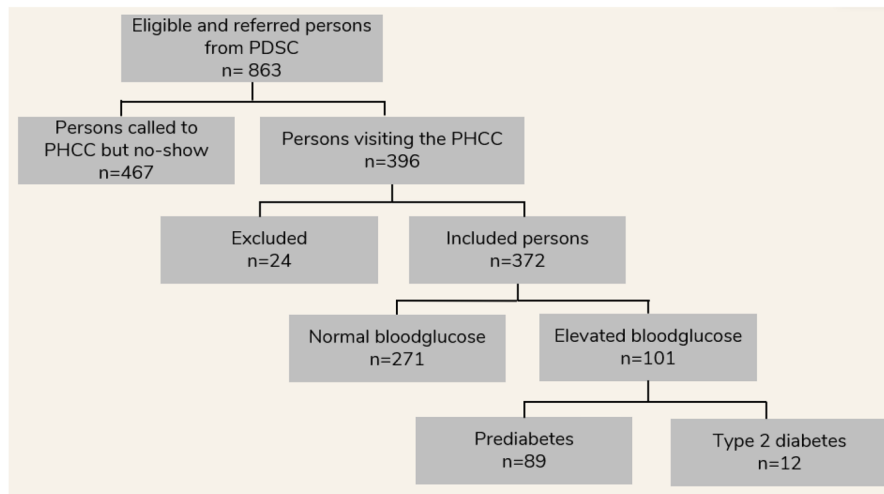 Eligible and referred persons
from PDSC
n= 863
Persons called to
PHCC but no-show
n=467
Persons visiting the PHCC
n=396
Excluded
n=24
Included persons
n=372
Normal bloodglucose
n=271
Elevated bloodglucose
n=101
Prediabetes
n=89
Type 2 diabetes
n=12